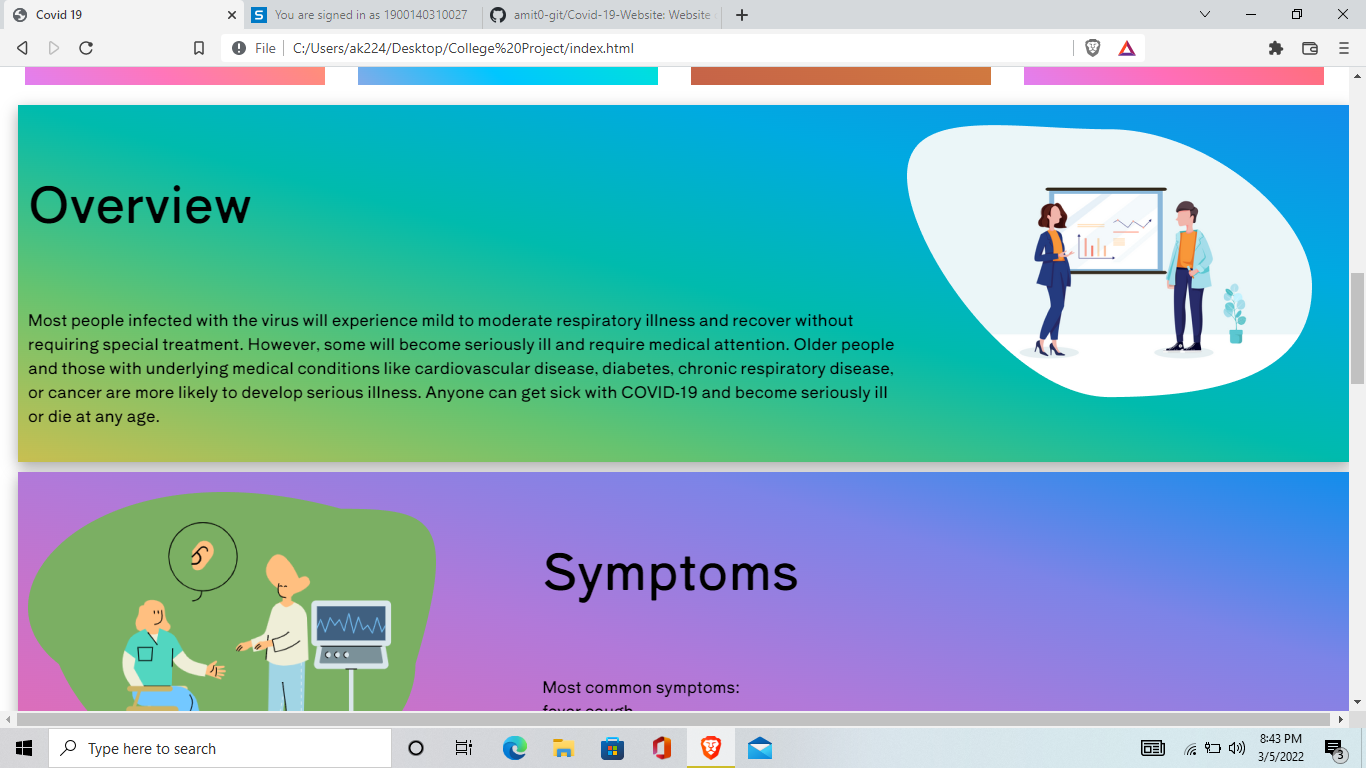 Covid 19
You are signed in as 1900140310027
amit0-git/Covid-19-Website: Website
File
C:/Users/ak224/Desktop/College%20Project/index.html
Overview
Most people infected with the virus will experience mild to moderate respiratory illness and recover without
requiring special treatment. However, some will become seriously ill and require medical attention. Older people
and those with underlying medical conditions like cardiovascular disease, diabetes, chronic respiratory disease,
or cancer are more likely to develop serious illness. Anyone can get sick with COVID-19 and become seriously ill
or die at any age.
Symptoms
Most common symptoms:
fever cough
Type here to search
8:43 PM
3/5/2022
3